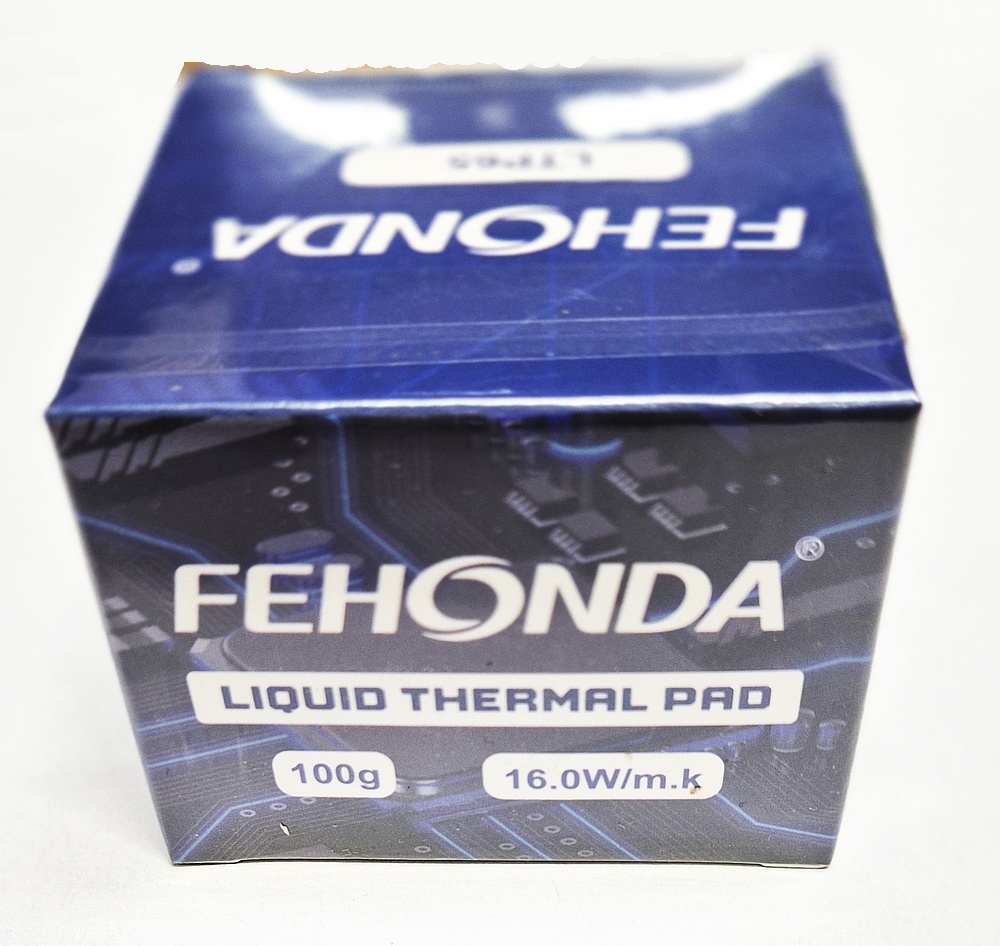 LTP65
FEHONDA®
FEHONDA®
LIQUID THERMAL PAD
100g
16.0W/m.k